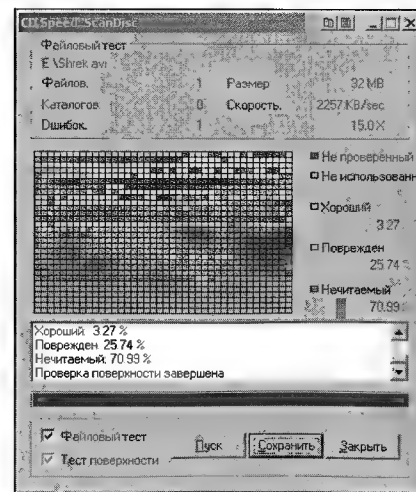 CD Speed: ScanDisc
Файловый тест
E:\Shrek.avi
Файлов. 1 Размер 32 MB
Каталогов 0 Скорость. 2257 KB/sec
Ошибок. 1 15.0 X
Не проверенный
Не использован
Хороший
3.27
Поврежден
25.74 %
Нечитаемый
70.99
Хороший: 3.27 %
Поврежден: 25.74 %
Нечитаемый: 70.99 %
Проверка поверхности завершена
Файловый тест
Тест поверхности
Пуск
Сохранить
Закрыть